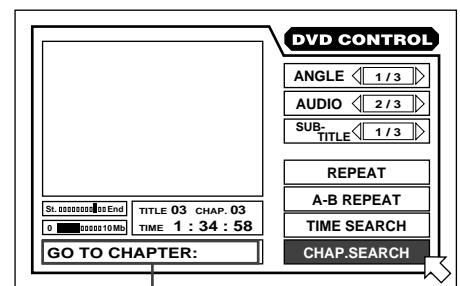 DVD CONTROL
ANGLE 1 / 3
AUDIO 2 / 3
SUB-
TITLE 1 / 3
REPEAT
A-B REPEAT
TIME SEARCH
CHAP.SEARCH
St. End
0 10Mb
TITLE 03 CHAP. 03
TIME 1 : 34 : 58
GO TO CHAPTER: